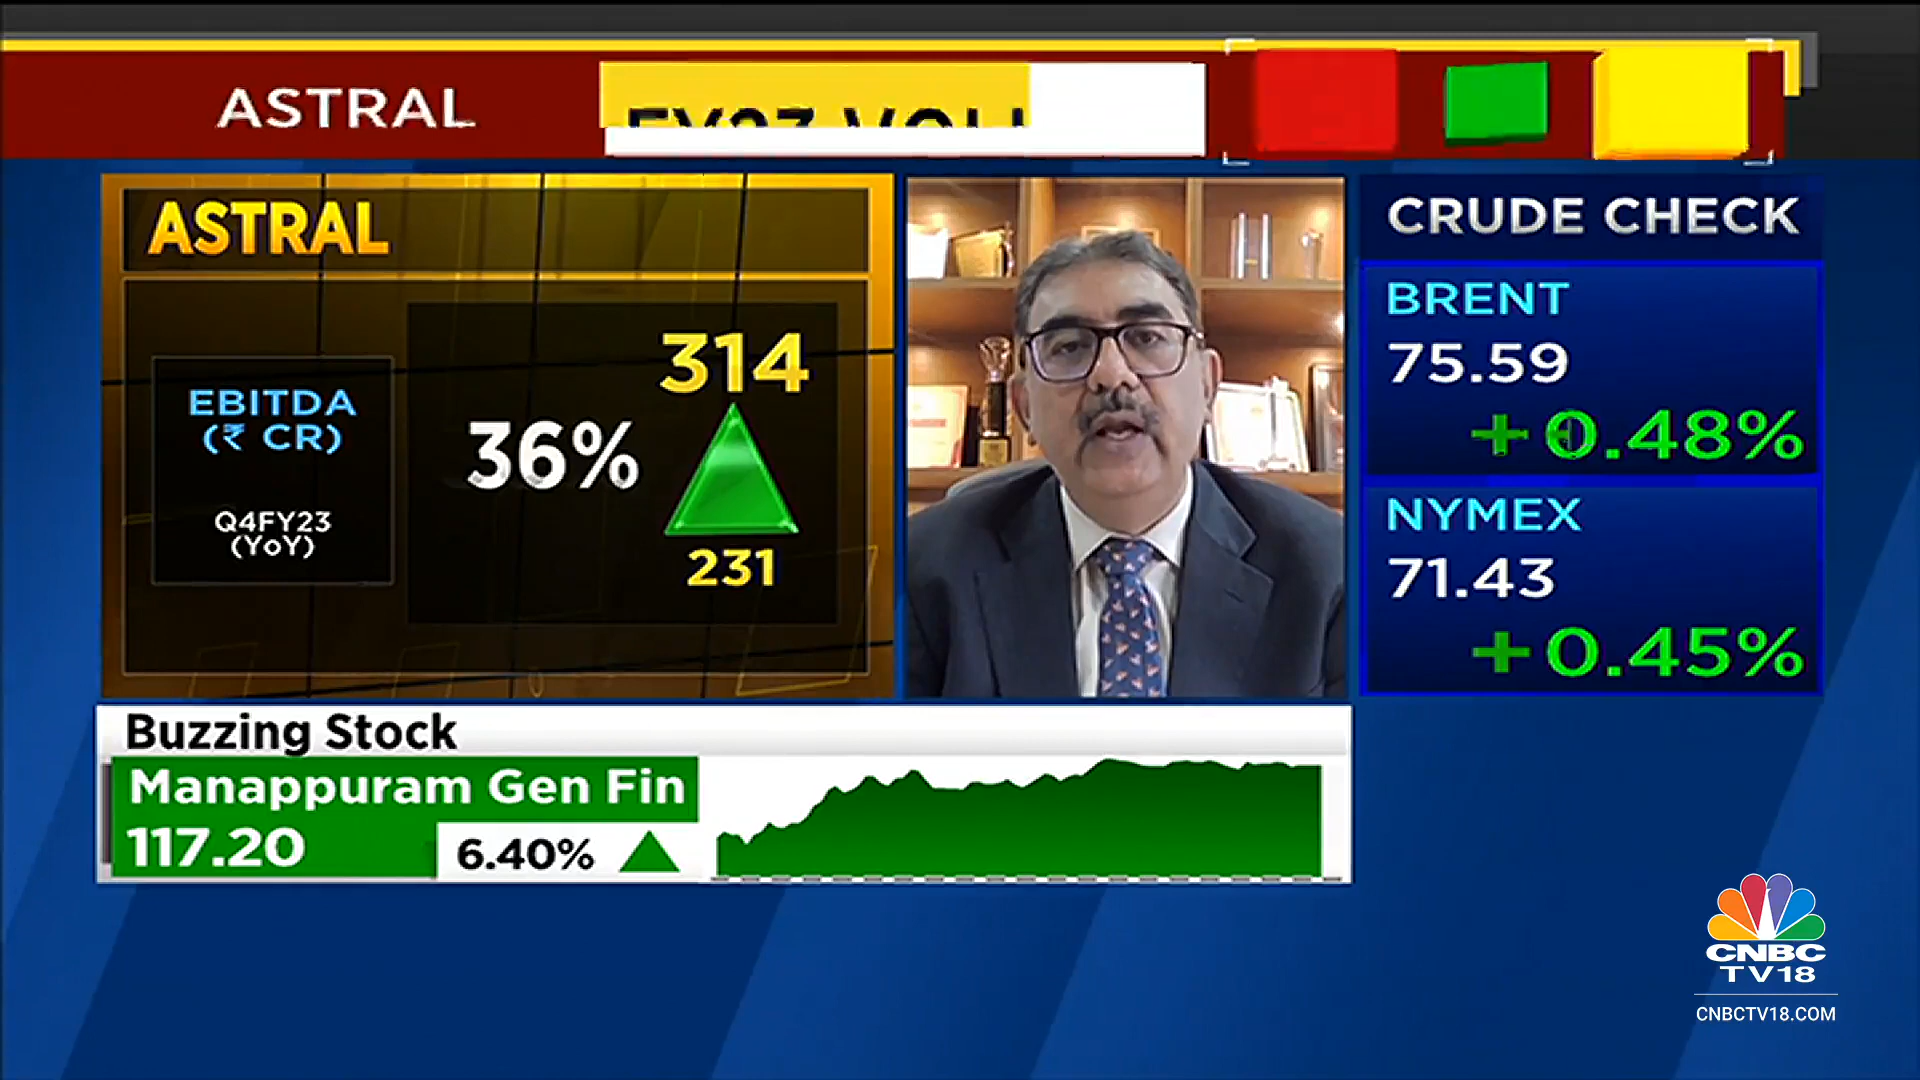 ASTRAL
ASTRAL
EBITDA
(₹ CR)
Q4FY23
(YoY)
36%
314
231
CRUDE CHECK
BRENT
75.59
+0.48%
NYMEX
71.43
+0.45%
Buzzing Stock
Manappuram Gen Fin
117.20
6.40%
CNBC
TV18
CNBCTV18.COM